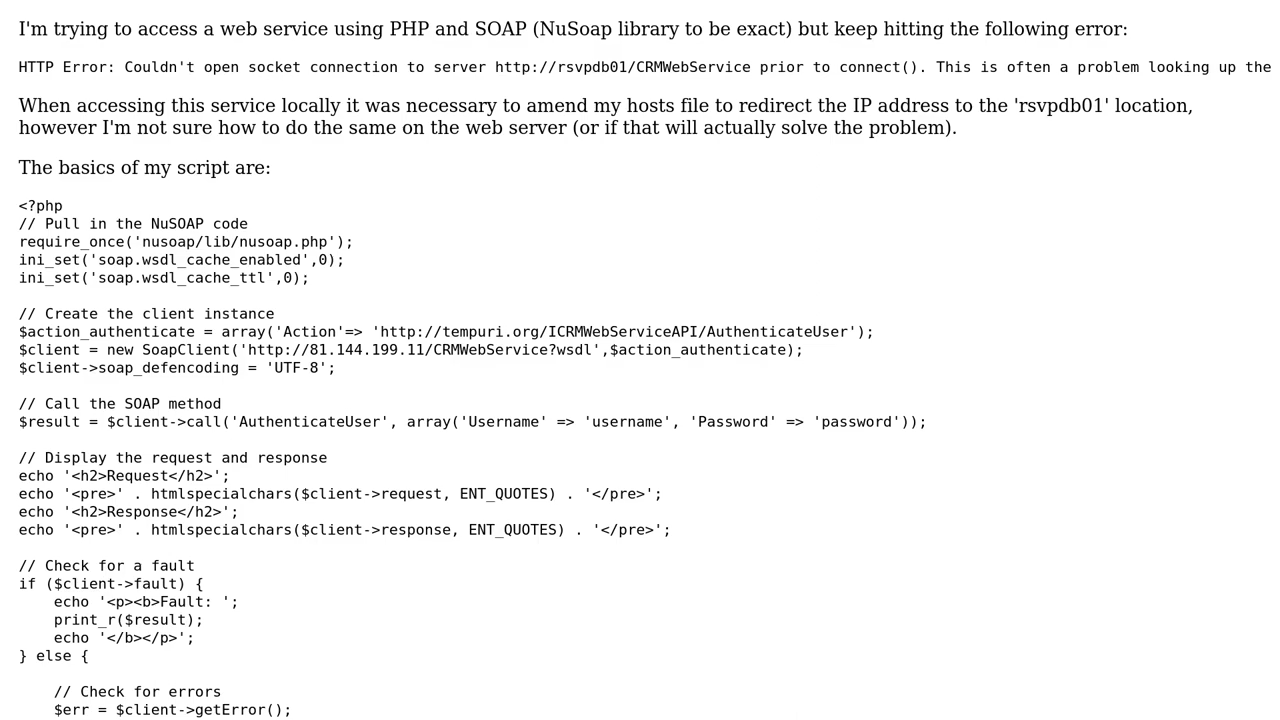 I'm trying to access a web service using PHP and SOAP (NuSoap library to be exact) but keep hitting the following error:
HTTP Error: Couldn't open socket connection to server http://rsvpdb01/CRMWebService prior to connect(). This is often a problem looking up the
When accessing this service locally it was necessary to amend my hosts file to redirect the IP address to the 'rsvpdb01' location,
however I'm not sure how to do the same on the web server (or if that will actually solve the problem).
The basics of my script are:
<?php
// Pull in the NuSOAP code
require_once('nusoap/lib/nusoap.php');
ini_set('soap.wsdl_cache_enabled',0);
ini_set('soap.wsdl_cache_ttl',0);
// Create the client instance
$action_authenticate = array('Action'=> 'http://tempuri.org/ICRMWebServiceAPI/AuthenticateUser');
$client = new SoapClient('http://81.144.199.11/CRMWebService?wsdl',$action_authenticate);
$client->soap_defencoding = 'UTF-8';
// Call the SOAP method
$result = $client->call('AuthenticateUser', array('Username' => 'username', 'Password' => 'password'));
// Display the request and response
echo '<h2>Request</h2>';
echo '<pre>' . htmlspecialchars($client->request, ENT_QUOTES) . '</pre>';
echo '<h2>Response</h2>';
echo '<pre>' . htmlspecialchars($client->response, ENT_QUOTES) . '</pre>';
// Check for a fault
if ($client->fault) {
    echo '<p><b>Fault: ';
    print_r($result);
    echo '</b></p>';
} else {
    // Check for errors
    $err = $client->getError();